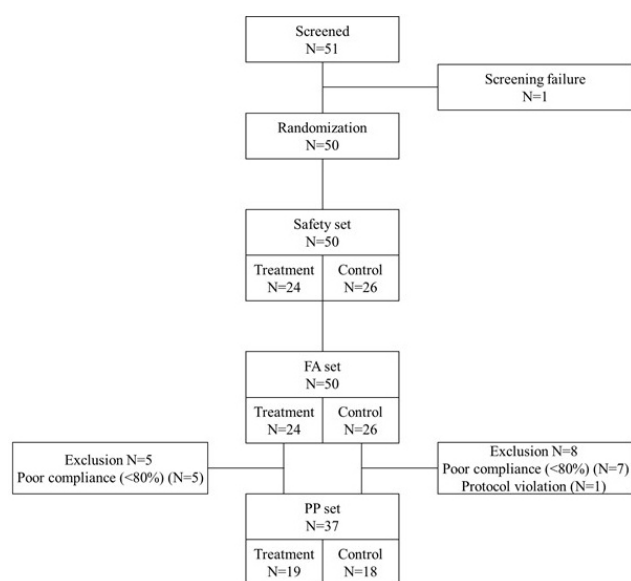 Screened
N=51
Screening failure
N=1
Randomization
N=50
Safety set
N=50
Treatment
N=24
Control
N=26
FA set
N=50
Treatment
N=24
Control
N=26
Exclusion N=5
Poor compliance (<80%) (N=5)
Exclusion N=8
Poor compliance (<80%) (N=7)
Protocol violation (N=1)
PP set
N=37
Treatment
N=19
Control
N=18